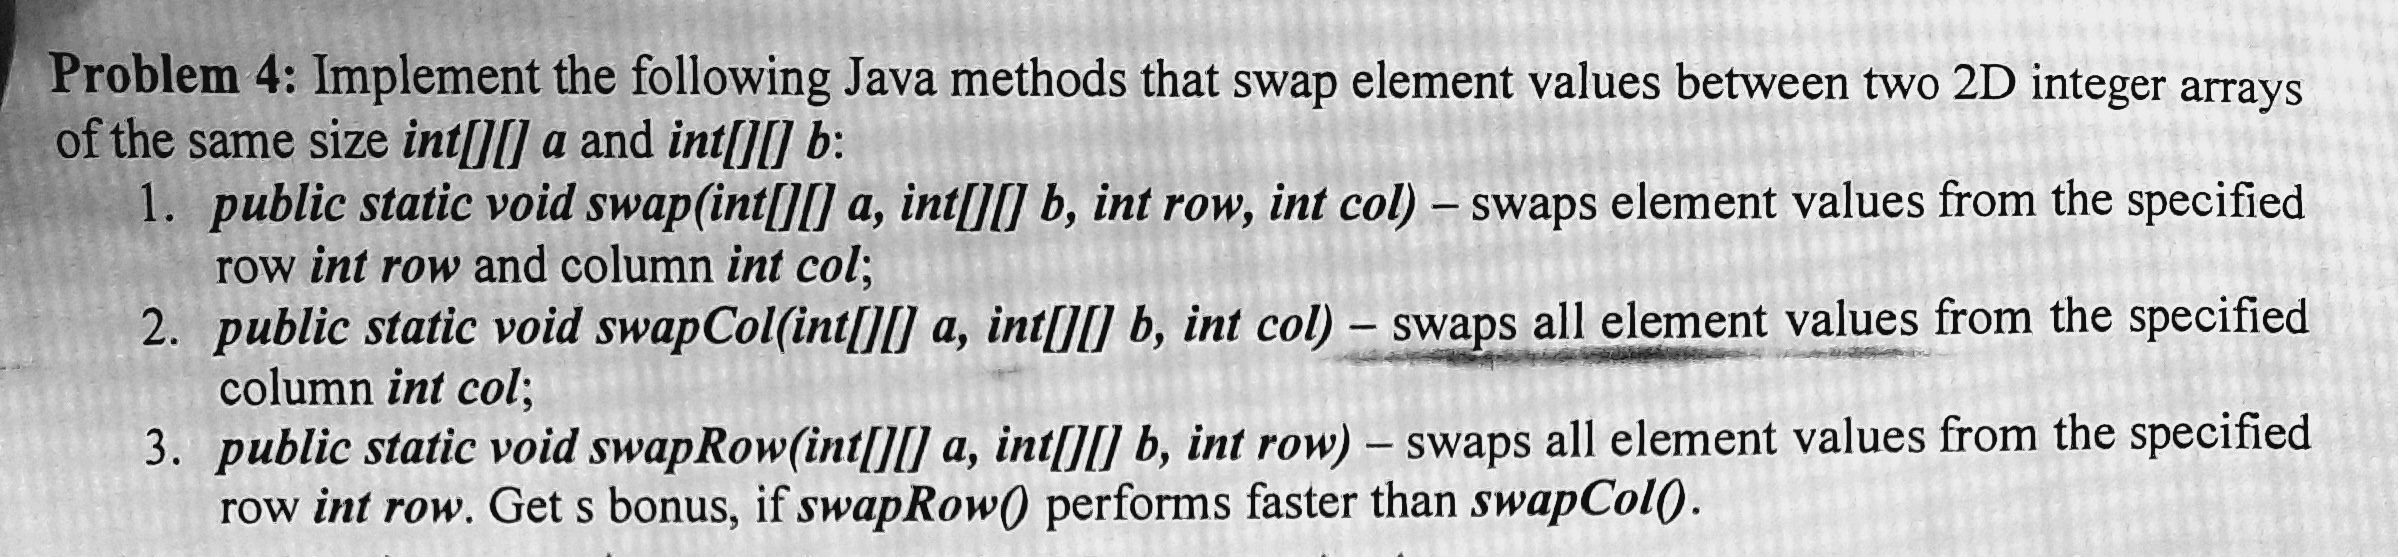 Problem 4: Implement the following Java methods that swap element values between two 2D integer arrays
of the same size int[][] a and int[][] b:
1. public static void swap(int[][] a, int[][] b, int row, int col) – swaps element values from the specified
row int row and column int col;
2. public static void swapCol(int[][] a, int[][] b, int col) – swaps all element values from the specified
column int col;
3. public static void swapRow(int[][] a, int[][] b, int row) – swaps all element values from the specified
row int row. Get s bonus, if swapRow() performs faster than swapCol().